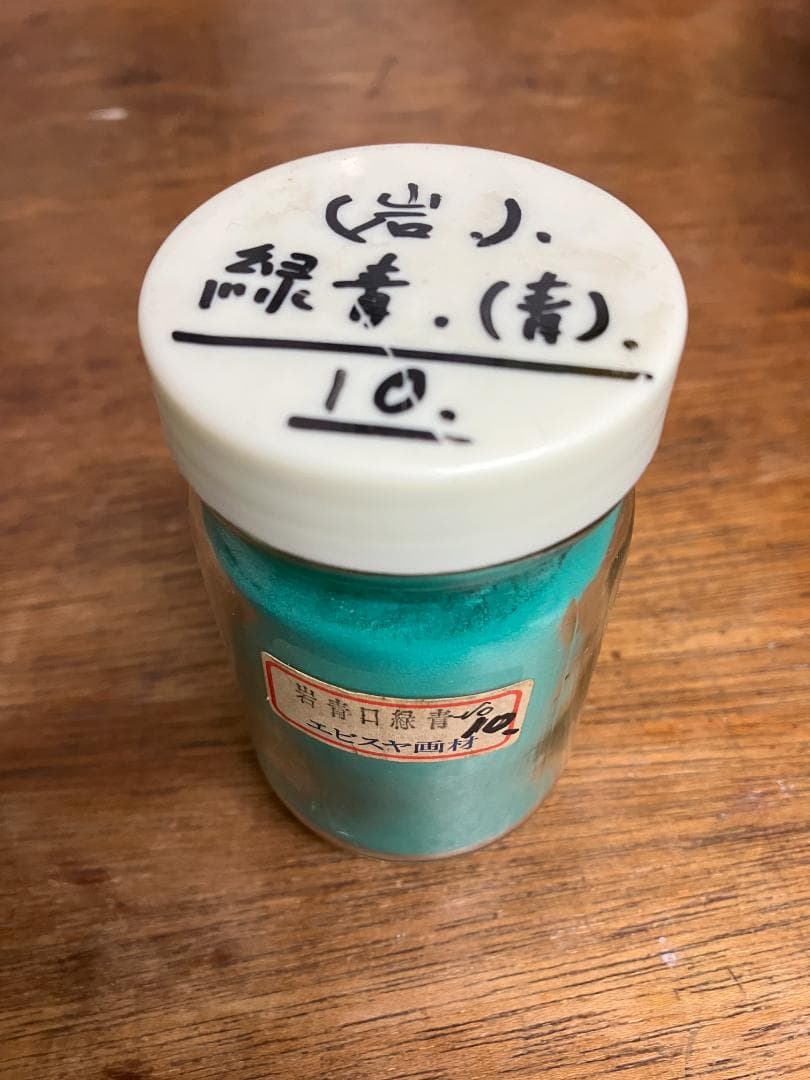 (岩).
緑青.(青).
10.
岩青口緑青 10.
エビスヤ画材